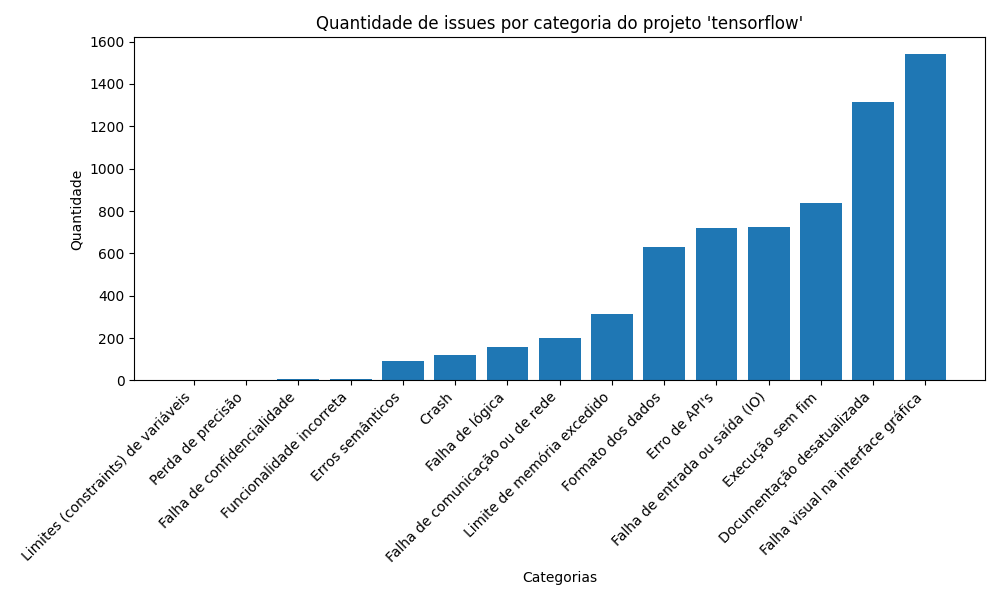 Quantidade de issues por categoria do projeto 'tensorflow'
Quantidade
1600
1400
1200
1000
800
600
400
200
0
Limites (constraints) de variáveis
Perda de precisão
Falha de confidencialidade
Funcionalidade incorreta
Erros semânticos
Crash
Falha de lógica
Falha de comunicação ou de rede
Limite de memória excedido
Formato dos dados
Erro de API's
Falha de entrada ou saída (IO)
Execução sem fim
Documentação desatualizada
Falha visual na interface gráfica
Categorias